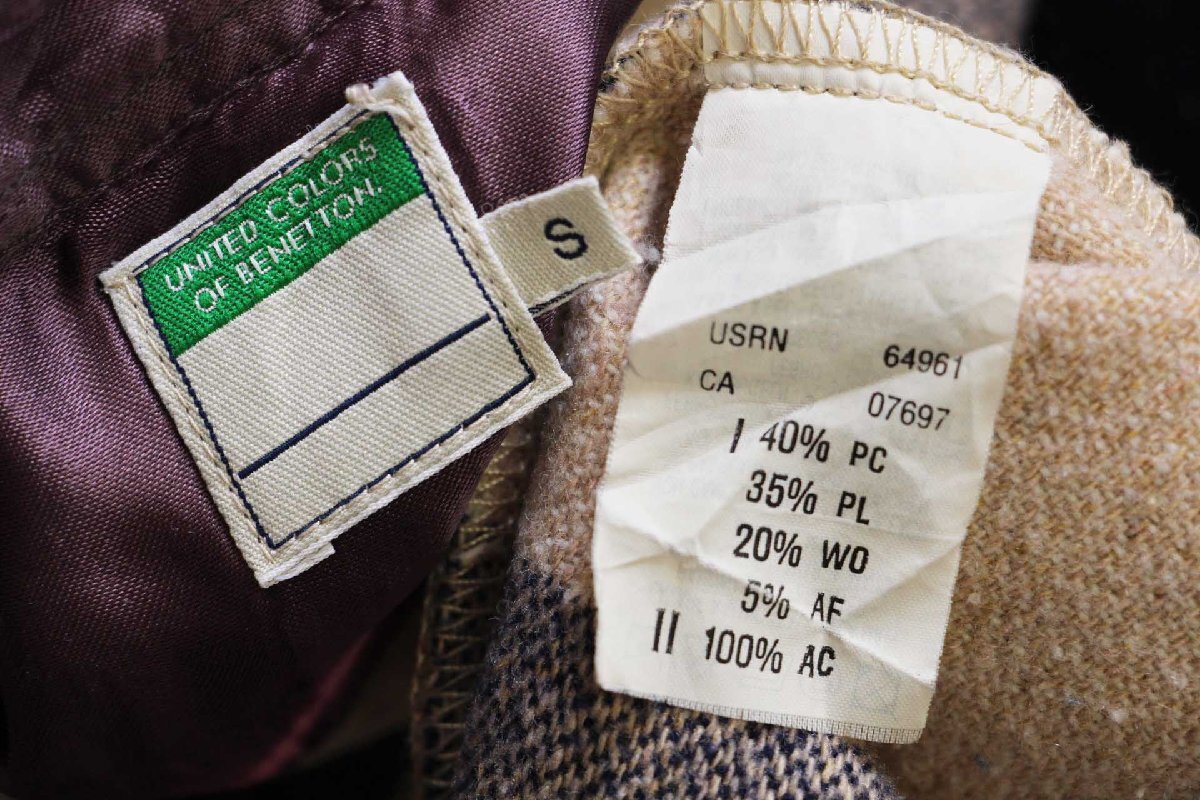 UNITED COLORS
OF BENETTON.
S
USRN 64961
CA 07697
I 40% PC
35% PL
20% WO
5% AF
II 100% AC